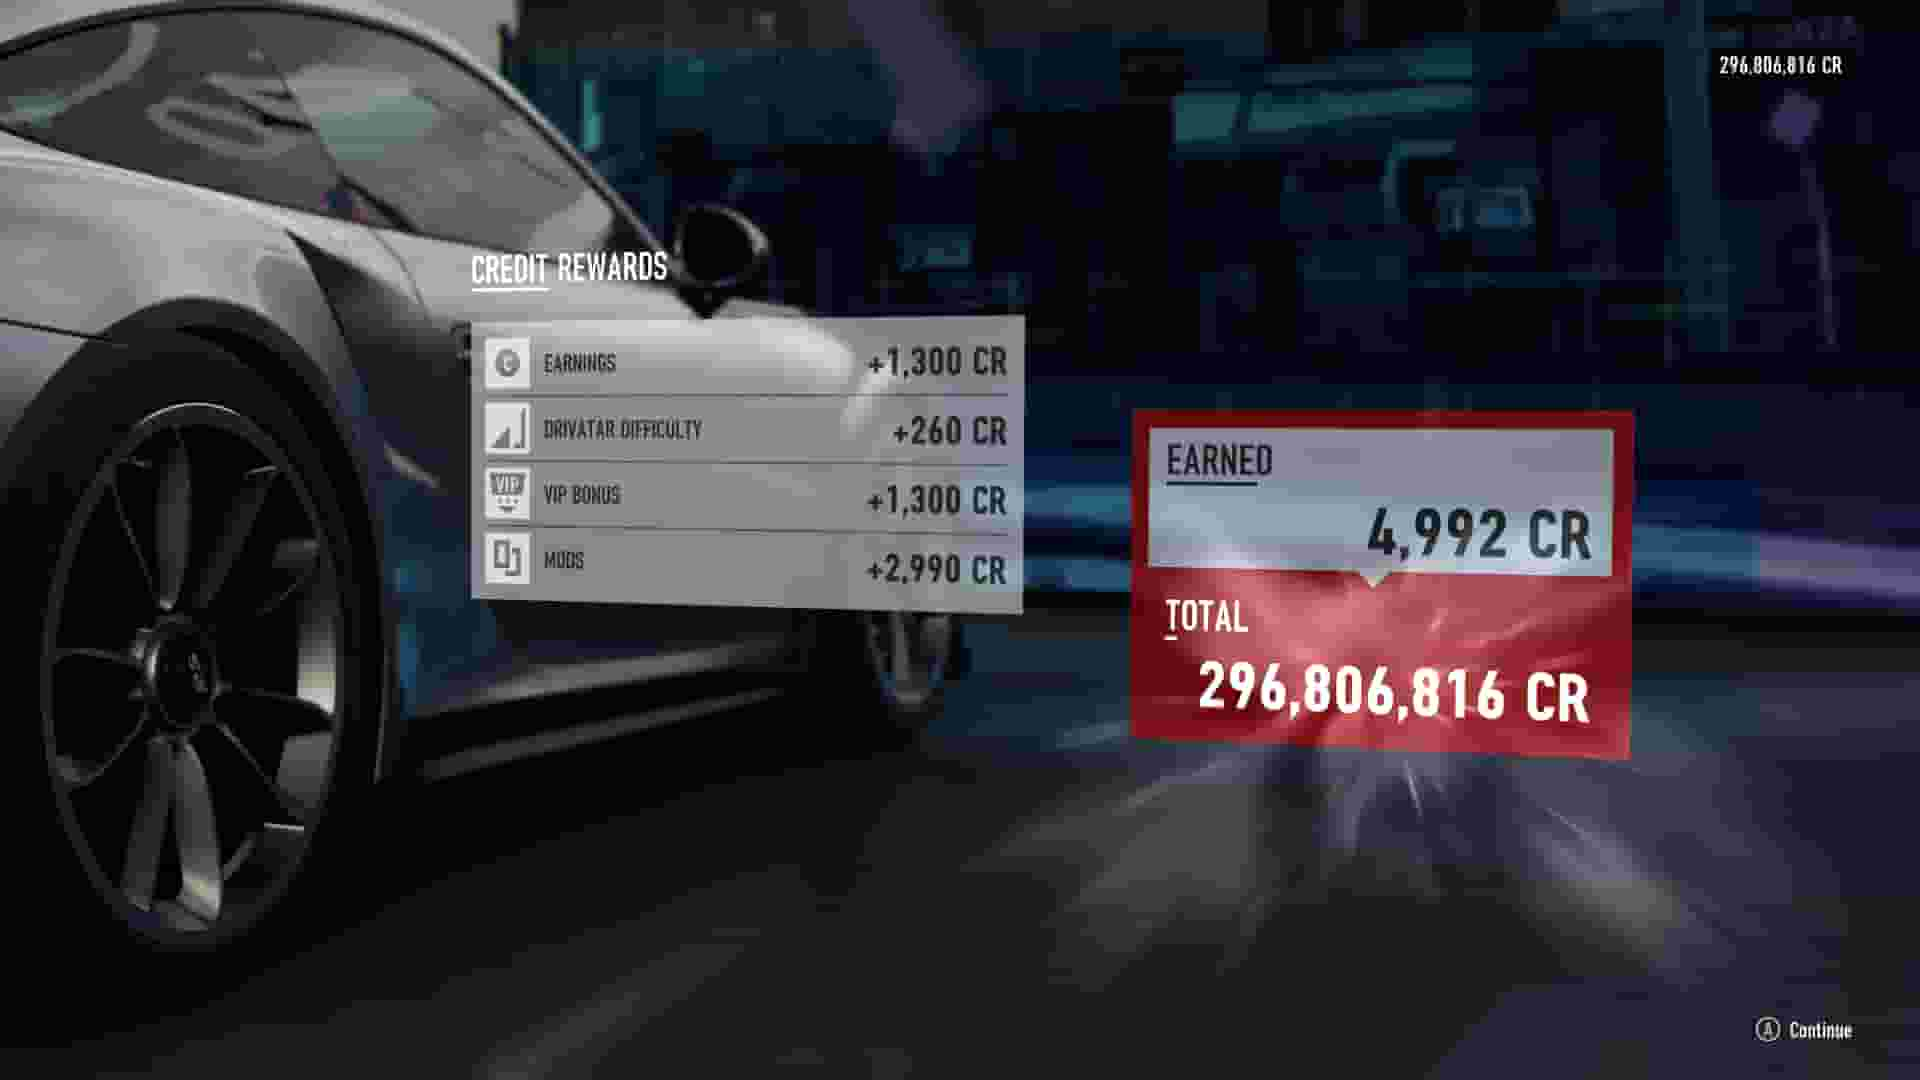 296,806,816 CR
CREDIT REWARDS
EARNINGS +1,300 CR
DRIVATAR DIFFICULTY +260 CR
VIP
VIP BONUS +1,300 CR
MODS +2,990 CR
EARNED
4,992 CR
TOTAL
296,806,816 CR
A Continue